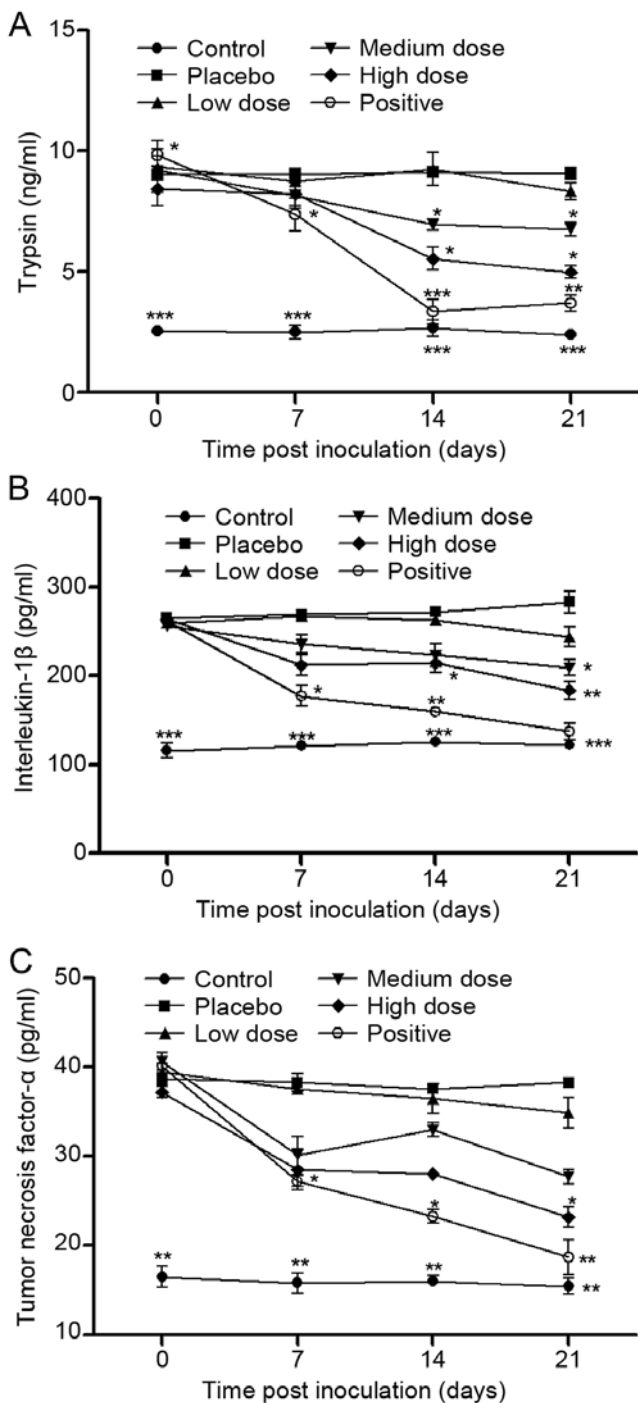 A
Trypsin (ng/ml)
15
10
5
0
Control
Placebo
Low dose
Medium dose
High dose
Positive
*
*
*
*
*
*
***
**
***
***
***
***
0 7 14 21
Time post inoculation (days)
B
Interleukin-1β (pg/ml)
400
300
200
100
0
Control
Placebo
Low dose
Medium dose
High dose
Positive
*
*
*
**
**
***
***
***
***
0 7 14 21
Time post inoculation (days)
C
Tumor necrosis factor-α (pg/ml)
50
40
30
20
10
Control
Placebo
Low dose
Medium dose
High dose
Positive
*
*
*
**
**
**
**
**
0 7 14 21
Time post inoculation (days)